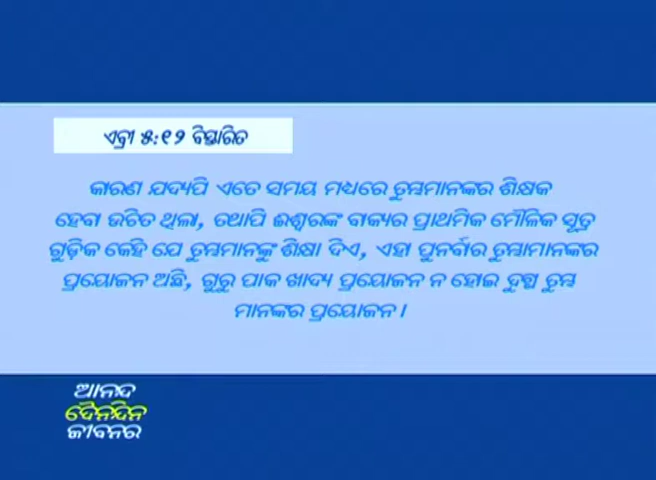 ଏବ୍ରୀ ୫:୧୨ ବିସ୍ତାରିତ
କାରଣ ଯଦ୍ୟପି ଏତେ ସମୟ ମଧ୍ୟରେ ତୁମ୍ଭମାନଙ୍କର ଶିକ୍ଷକ
ହେବା ଉଚିତ ଥିଲା, ତଥାପି ଈଶ୍ଵରଙ୍କ ବାକ୍ୟର ପ୍ରାଥମିକ ମୌଳିକ ସୂତ୍ର
ଗୁଡ଼ିକ କେହି ଯେ ତୁମ୍ଭମାନଙ୍କୁ ଶିକ୍ଷା ଦିଏ, ଏହା ପୁନର୍ବାର ତୁମ୍ଭମାନଙ୍କର
ପ୍ରୟୋଜନ ଅଛି, ଗୁରୁ ପାକ ଖାଦ୍ୟ ପ୍ରୟୋଜନ ନ ହୋଇ ଦୁଗ୍ଧ ତୁମ୍ଭ
ମାନଙ୍କର ପ୍ରୟୋଜନ।
ଆନନ୍ଦ
ଦୈନନ୍ଦିନ
ଜୀବନର